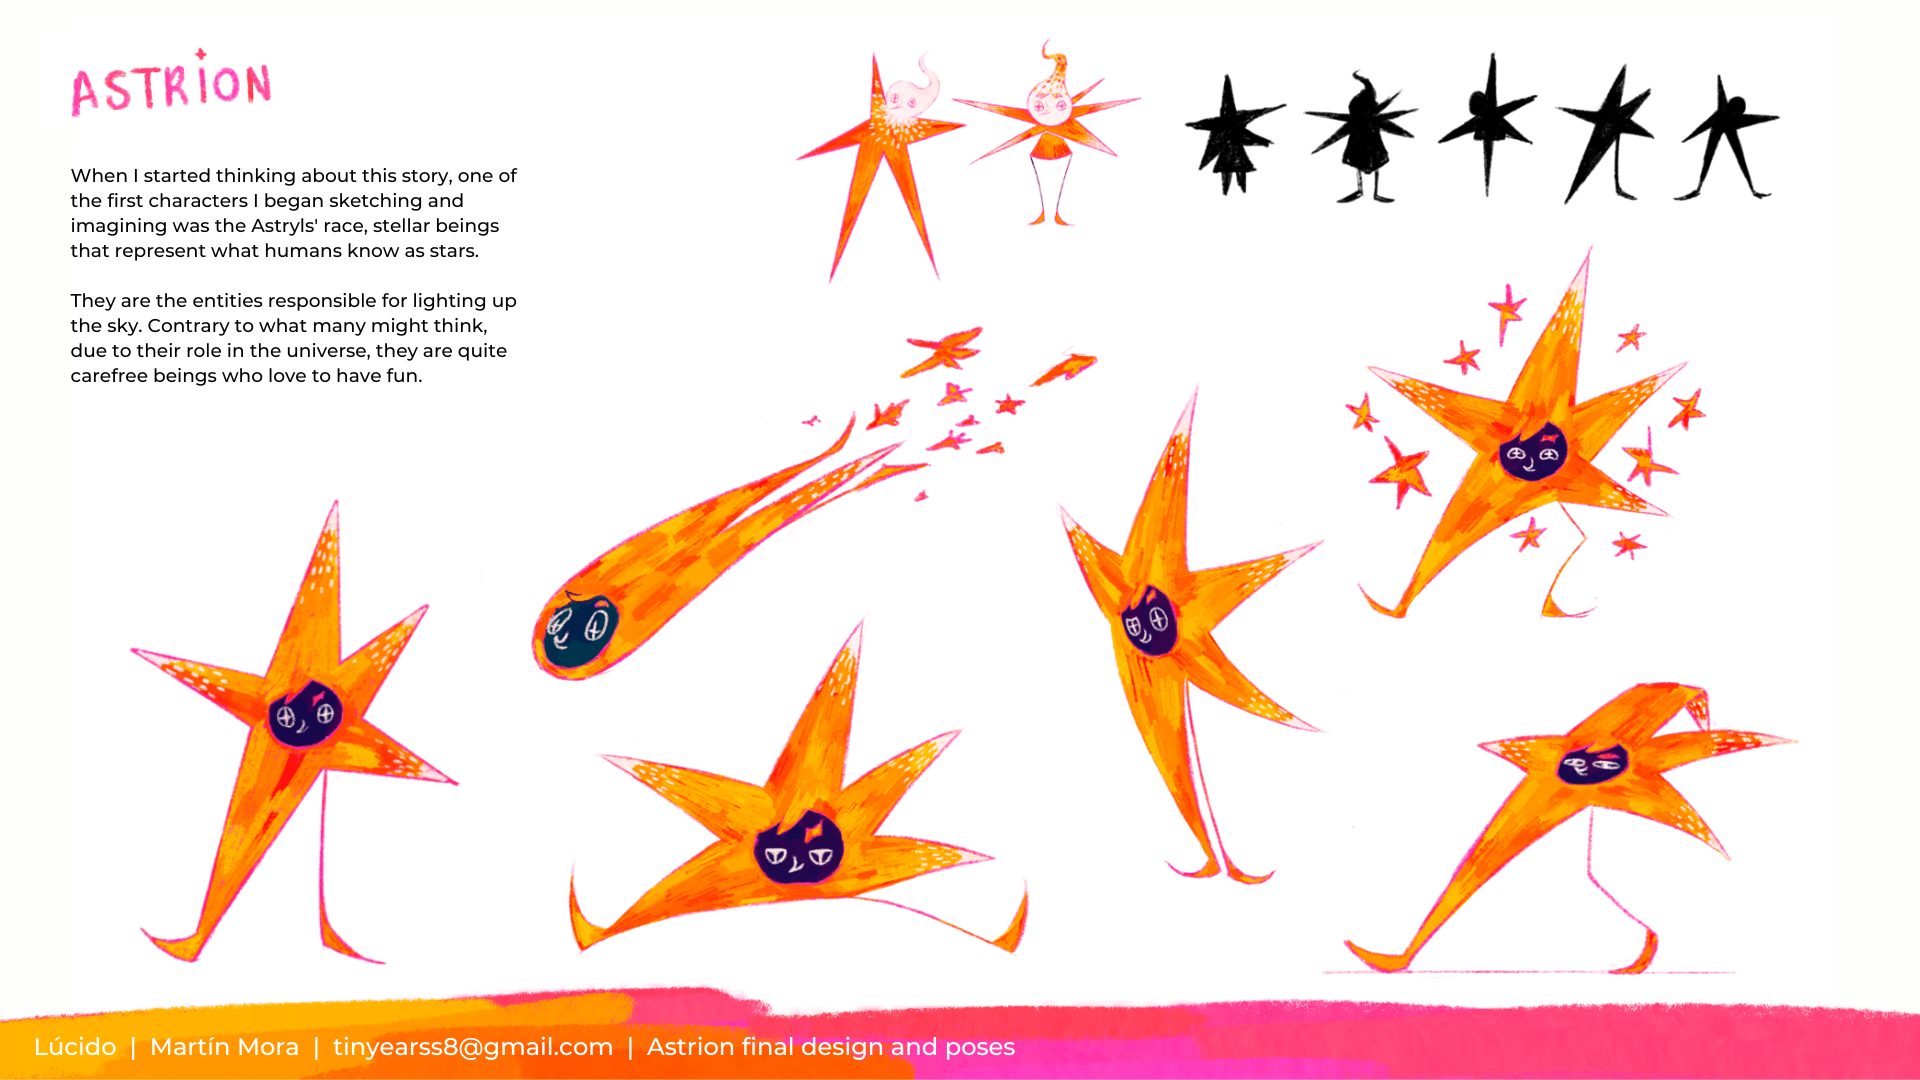 ASTRION
When I started thinking about this story, one of
the first characters I began sketching and
imagining was the Astryls' race, stellar beings
that represent what humans know as stars.
They are the entities responsible for lighting up
the sky. Contrary to what many might think,
due to their role in the universe, they are quite
carefree beings who love to have fun.
Lúcido | Martín Mora | tinyearss8@gmail.com | Astrion final design and poses